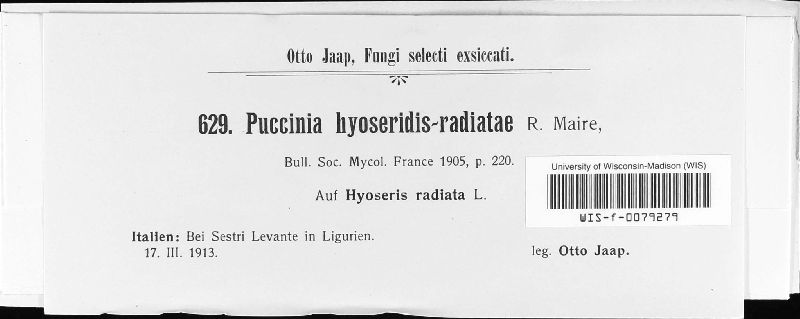 Otto Jaap, Fungi selecti exsiccati.
629. Puccinia hyoseridis-radiatae R. Maire,
Bull. Soc. Mycol. France 1905, p. 220.
Auf Hyoseris radiata L.
University of Wisconsin-Madison (WIS)
WIS-f-0079279
Italien: Bei Sestri Levante in Ligurien.
17. III. 1913.
leg. Otto Jaap.